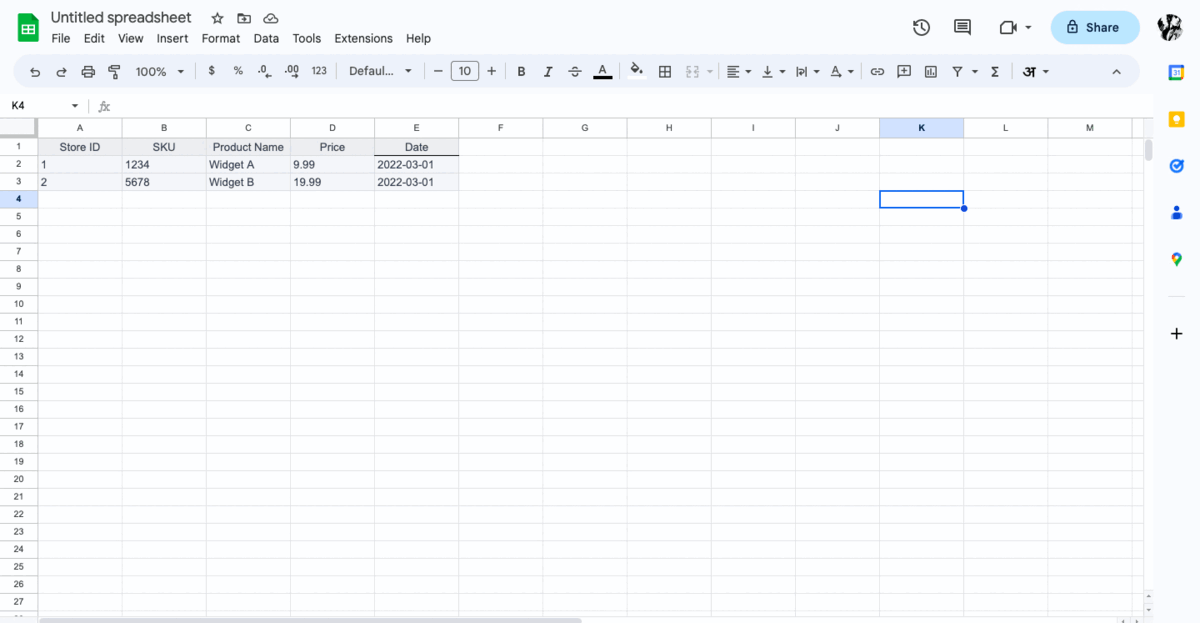 Untitled spreadsheet
File Edit View Insert Format Data Tools Extensions Help
Share
100% $ % .0 .00 123 Defaul... 10 B I A A Σ अ
31
K4 fx
A B C D E F G H I J K L M
1 Store ID SKU Product Name Price Date
2 1 1234 Widget A 9.99 2022-03-01
3 2 5678 Widget B 19.99 2022-03-01
4
5
6
7
8
9
10
11
12
13
14
15
16
17
18
19
20
21
22
23
24
25
26
27